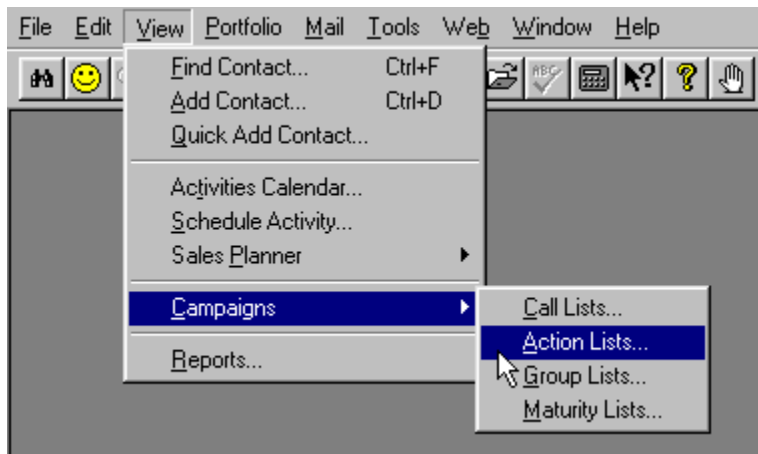 File Edit View Portfolio Mail Tools Web Window Help
ABC
?
?
Find Contact... Ctrl+F
Add Contact... Ctrl+D
Quick Add Contact...
Activities Calendar...
Schedule Activity...
Sales Planner
Campaigns
Reports...
Call Lists...
Action Lists...
Group Lists...
Maturity Lists...